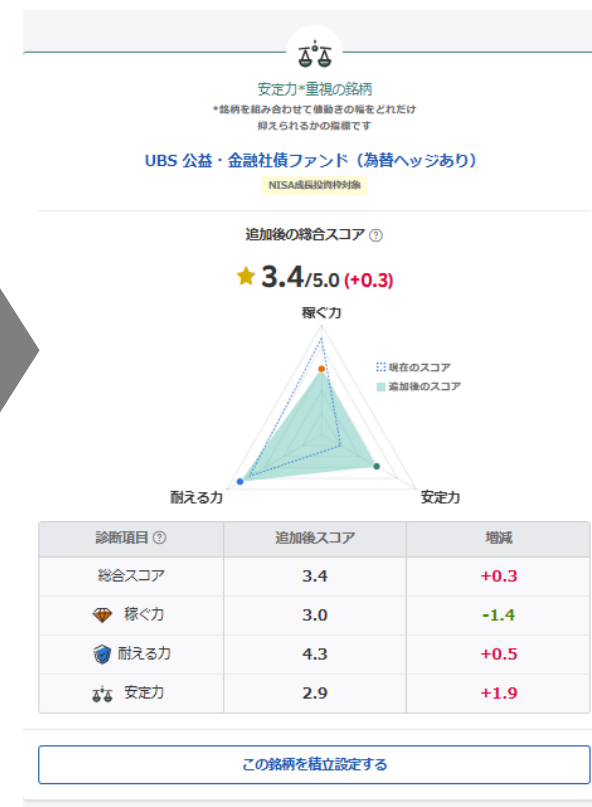 安定力*重視の銘柄
*銘柄を組み合わせて値動きの幅をどれだけ
抑えられるかの指標です
UBS 公益・金融社債ファンド（為替ヘッジあり）
NISA成長投資枠対象
追加後の総合スコア ?
3.4/5.0 (+0.3)
稼ぐ力
現在のスコア
追加後のスコア
耐える力
安定力
診断項目 ? 追加後スコア 増減
総合スコア 3.4 +0.3
稼ぐ力 3.0 -1.4
耐える力 4.3 +0.5
安定力 2.9 +1.9
この銘柄を積立設定する